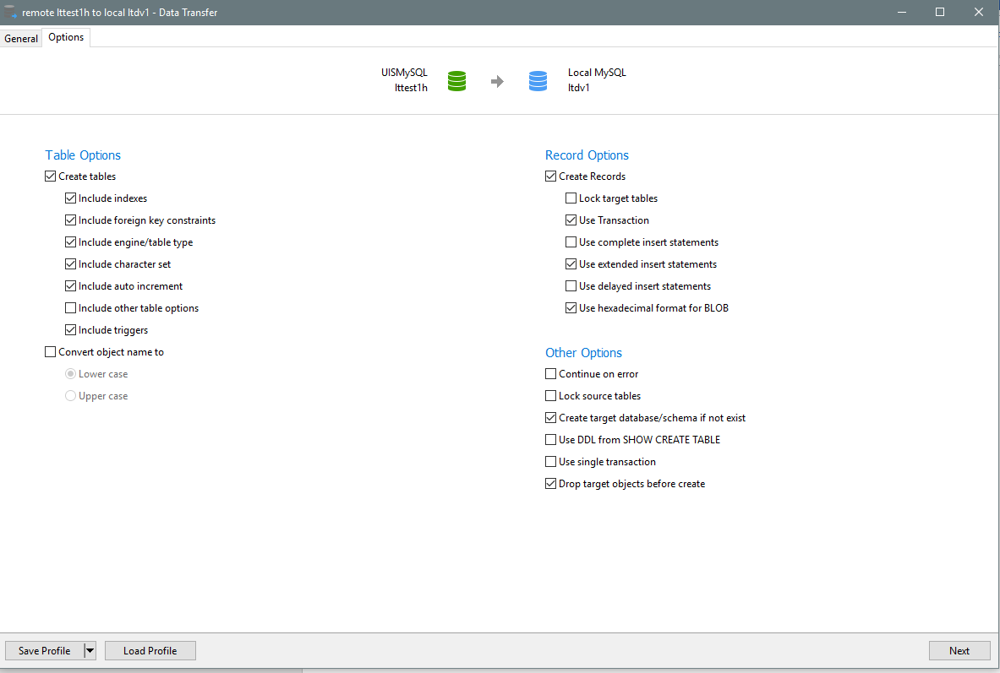 remote lttest1h to local ltdv1 - Data Transfer
General
Options
UISMySQL
lttest1h
Local MySQL
ltdv1
Table Options
Create tables
Include indexes
Include foreign key constraints
Include engine/table type
Include character set
Include auto increment
Include other table options
Include triggers
Convert object name to
Lower case
Upper case
Record Options
Create Records
Lock target tables
Use Transaction
Use complete insert statements
Use extended insert statements
Use delayed insert statements
Use hexadecimal format for BLOB
Other Options
Continue on error
Lock source tables
Create target database/schema if not exist
Use DDL from SHOW CREATE TABLE
Use single transaction
Drop target objects before create
Save Profile
Load Profile
Next